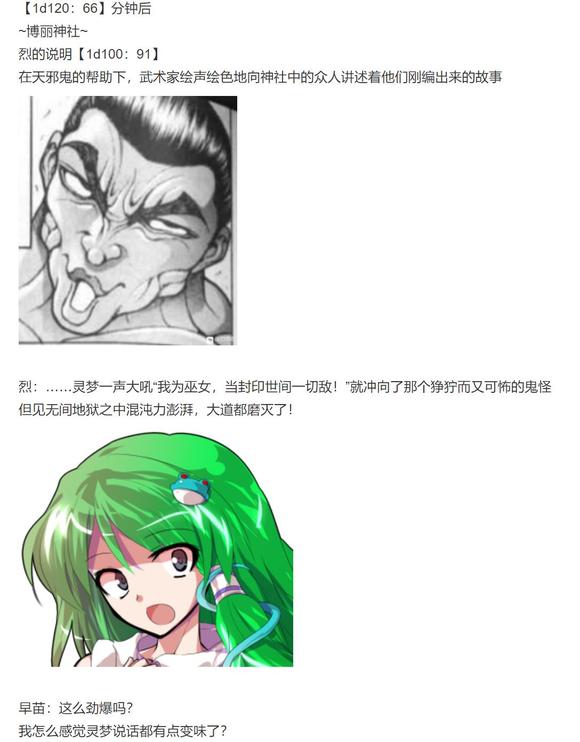 【1d120：66】分钟后
~博丽神社~
烈的说明【1d100：91】
在天邪鬼的帮助下，武术家绘声绘色地向神社中的众人讲述着他们刚编出来的故事
烈：……灵梦一声大吼“我为巫女，当封印世间一切敌！”就冲向了那个狰狞而又可怖的鬼怪
但见无间地狱之中混沌力澎湃，大道都磨灭了！
早苗：这么劲爆吗？
我怎么感觉灵梦说话都有点变味了？